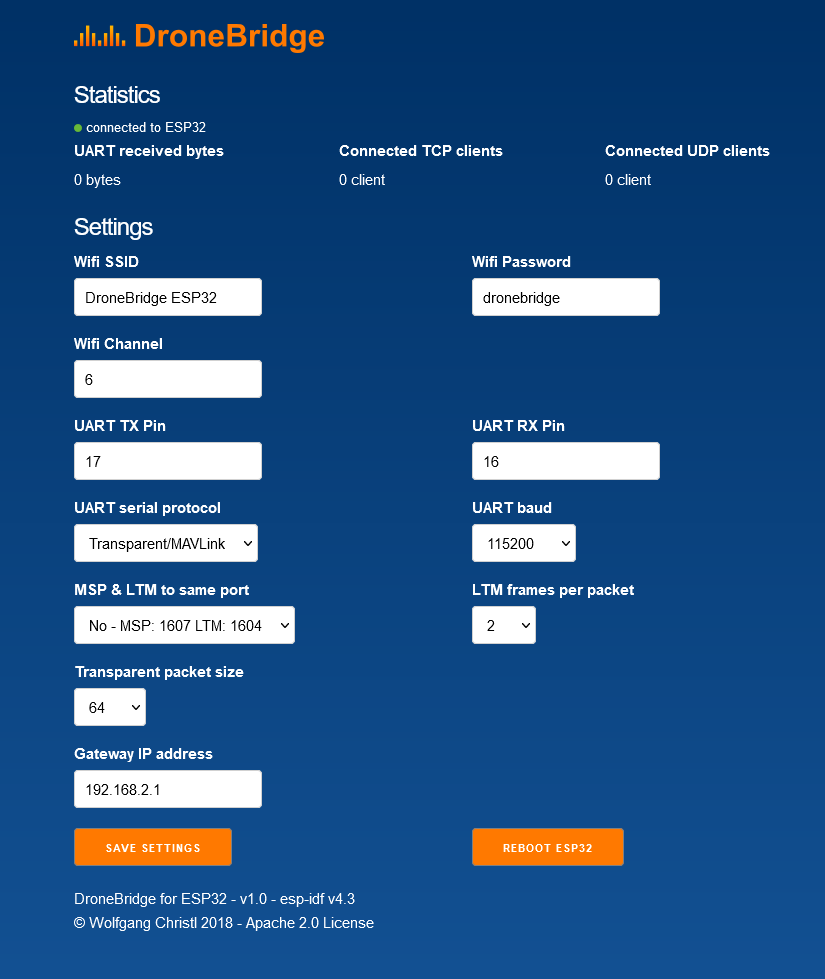 DroneBridge
Statistics
connected to ESP32
UART received bytes Connected TCP clients Connected UDP clients
0 bytes 0 client 0 client
Settings
Wifi SSID Wifi Password
DroneBridge ESP32 dronebridge
Wifi Channel
6
UART TX Pin UART RX Pin
17 16
UART serial protocol UART baud
Transparent/MAVLink 115200
MSP & LTM to same port LTM frames per packet
No - MSP: 1607 LTM: 1604 2
Transparent packet size
64
Gateway IP address
192.168.2.1
SAVE SETTINGS REBOOT ESP32
DroneBridge for ESP32 - v1.0 - esp-idf v4.3
© Wolfgang Christl 2018 - Apache 2.0 License